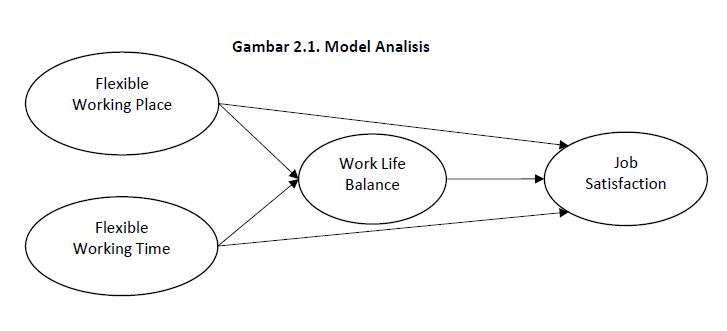 Gambar 2.1. Model Analisis
Flexible
Working Place
Work Life
Balance
Job
Satisfaction
Flexible
Working Time